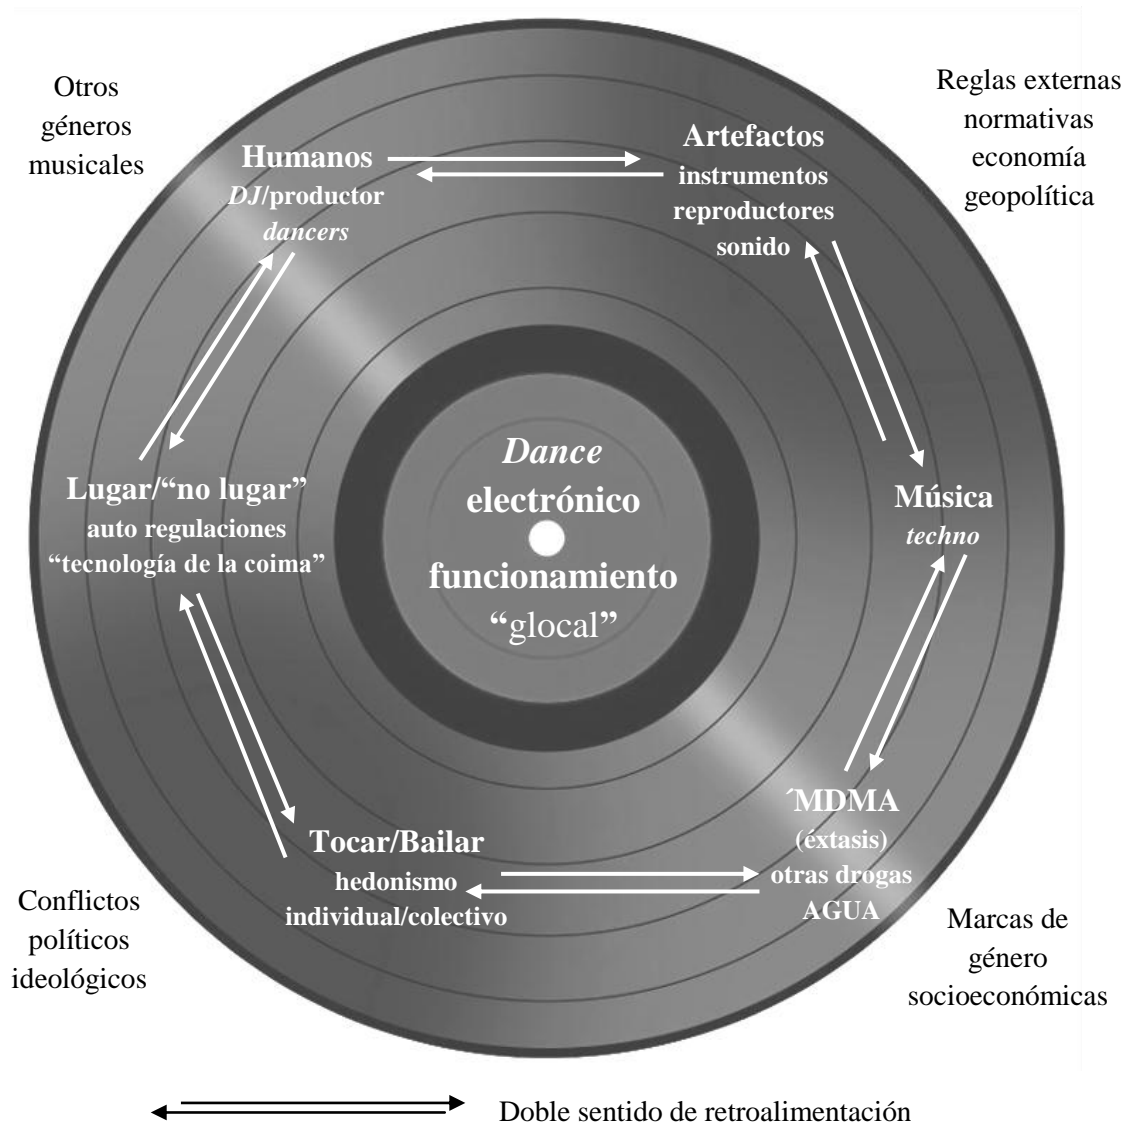 Otros
géneros
musicales
Reglas externas
normativas
economía
geopolítica
Humanos
DJ/productor
dancers
Artefactos
instrumentos
reproductores
sonido
Lugar/“no lugar”
auto regulaciones
“tecnología de la coima”
Dance
electrónico
funcionamiento
“glocal”
Música
techno
Tocar/Bailar
hedonismo
individual/colectivo
´MDMA
(éxtasis)
otras drogas
AGUA
Conflictos
políticos
ideológicos
Marcas de
género
socioeconómicas
Doble sentido de retroalimentación